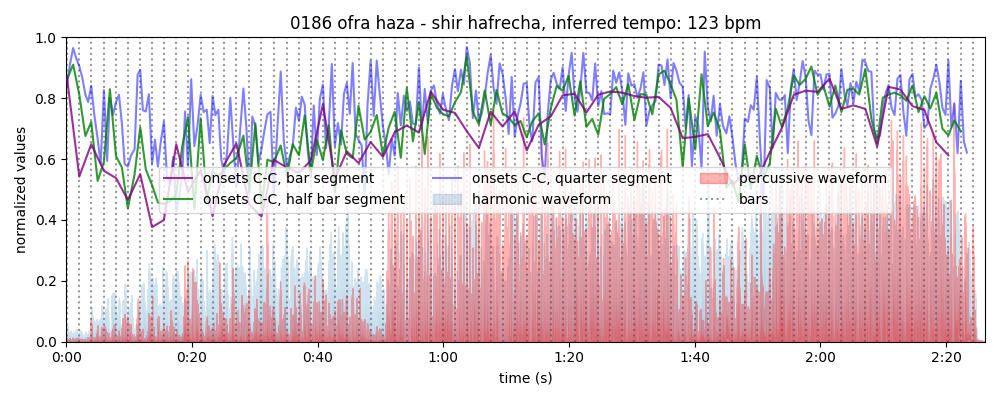 0186 ofra haza - shir hafrecha, inferred tempo: 123 bpm
normalized values
1.0
0.8
0.6
0.4
0.2
0.0
onsets C-C, bar segment
onsets C-C, half bar segment
onsets C-C, quarter segment
harmonic waveform
percussive waveform
bars
0:00 0:20 0:40 1:00 1:20 1:40 2:00 2:20
time (s)